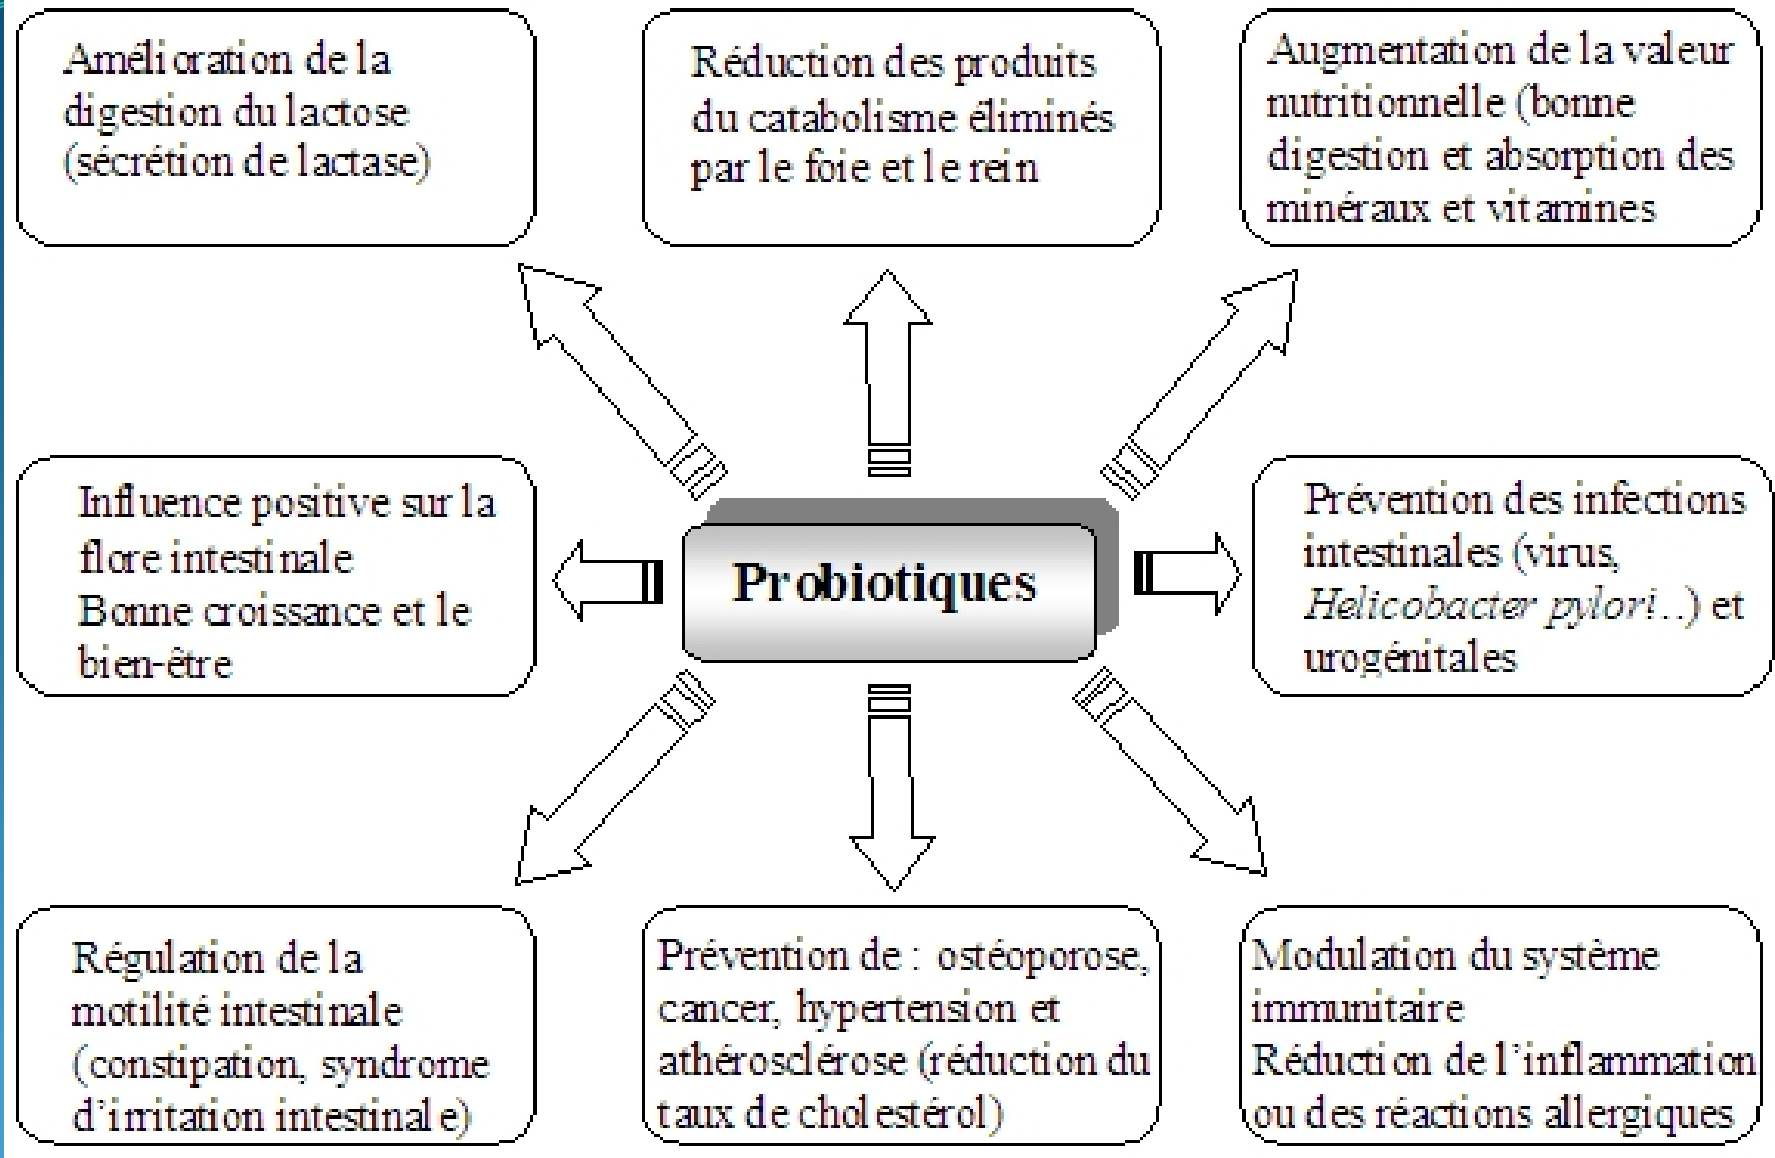 Amélioration de la
digestion du lactose
(sécrétion de lactase)
Réduction des produits
du catabolisme éliminés
par le foie et le rein
Augmentation de la valeur
nutritionnelle (bonne
digestion et absorption des
minéraux et vitamines
Influence positive sur la
flore intestinale
Bonne croissance et le
bien-être
Probiotiques
Prévention des infections
intestinales (virus,
Helicobacter pylori...) et
urogénitales
Régulation de la
motilité intestinale
(constipation, syndrome
d’irritation intestinale)
Prévention de : ostéoporose,
cancer, hypertension et
athérosclérose (réduction du
taux de cholestérol)
Modulation du système
immunitaire
Réduction de l’inflammation
ou des réactions allergiques